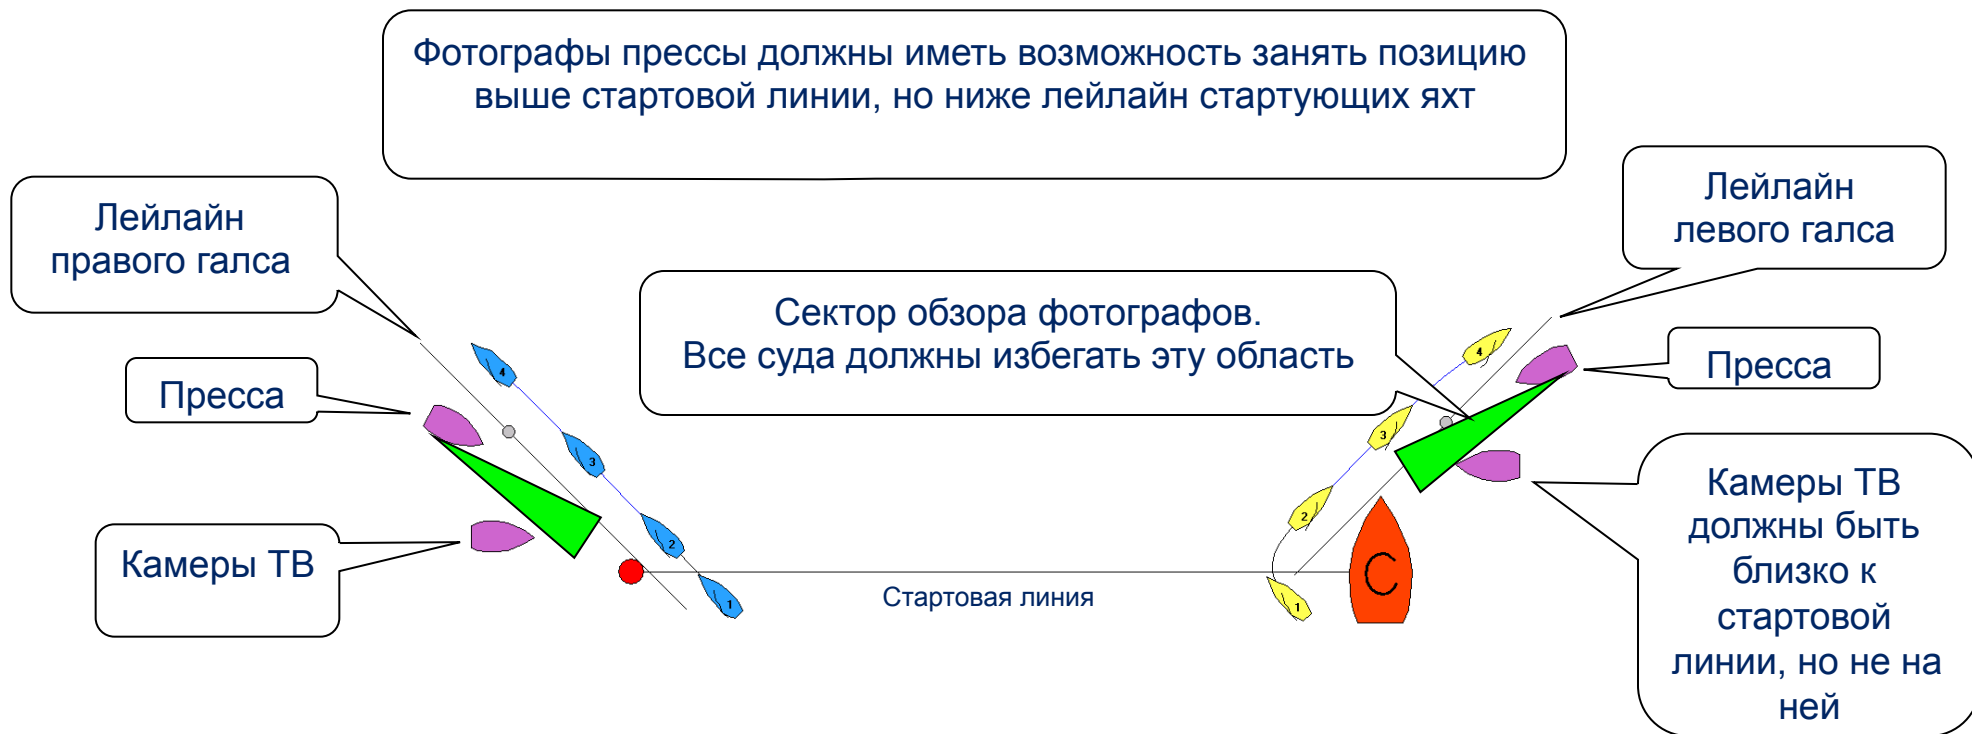 Фотографы прессы должны иметь возможность занять позицию
выше стартовой линии, но ниже лейлайн стартующих яхт
Лейлайн
правого галса
Лейлайн
левого галса
Сектор обзора фотографов.
Все суда должны избегать эту область
Пресса
Пресса
Камеры ТВ
Камеры ТВ
должны быть
близко к
стартовой
линии, но не на
ней
Стартовая линия
4
3
2
1
4
3
2
1
С